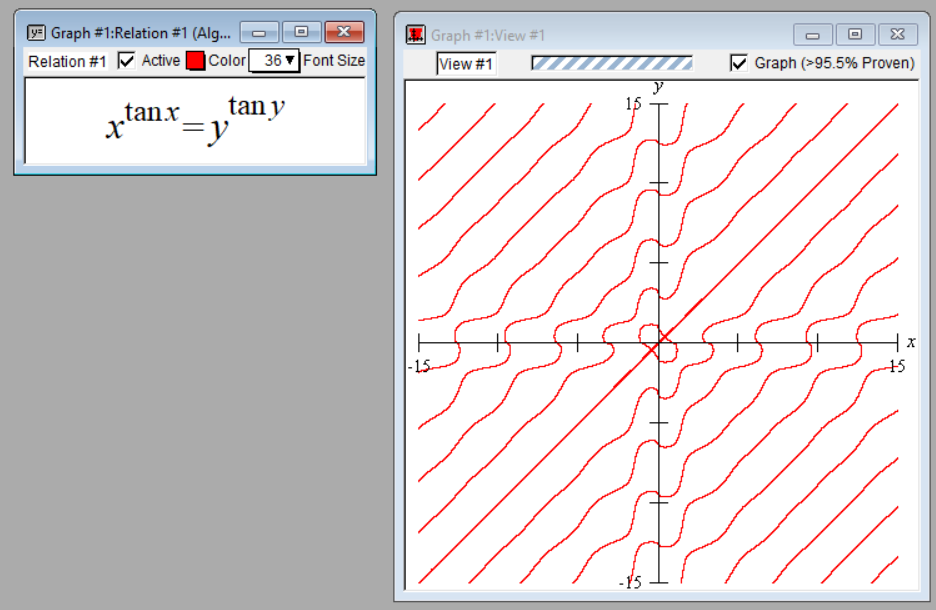 Graph #1:Relation #1 (Alg...
Relation #1 Active Color 36 ▼ Font Size
x^tan x = y^tan y
Graph #1:View #1
View #1 Graph (>95.5% Proven)
y
15
x
-15 15
-15